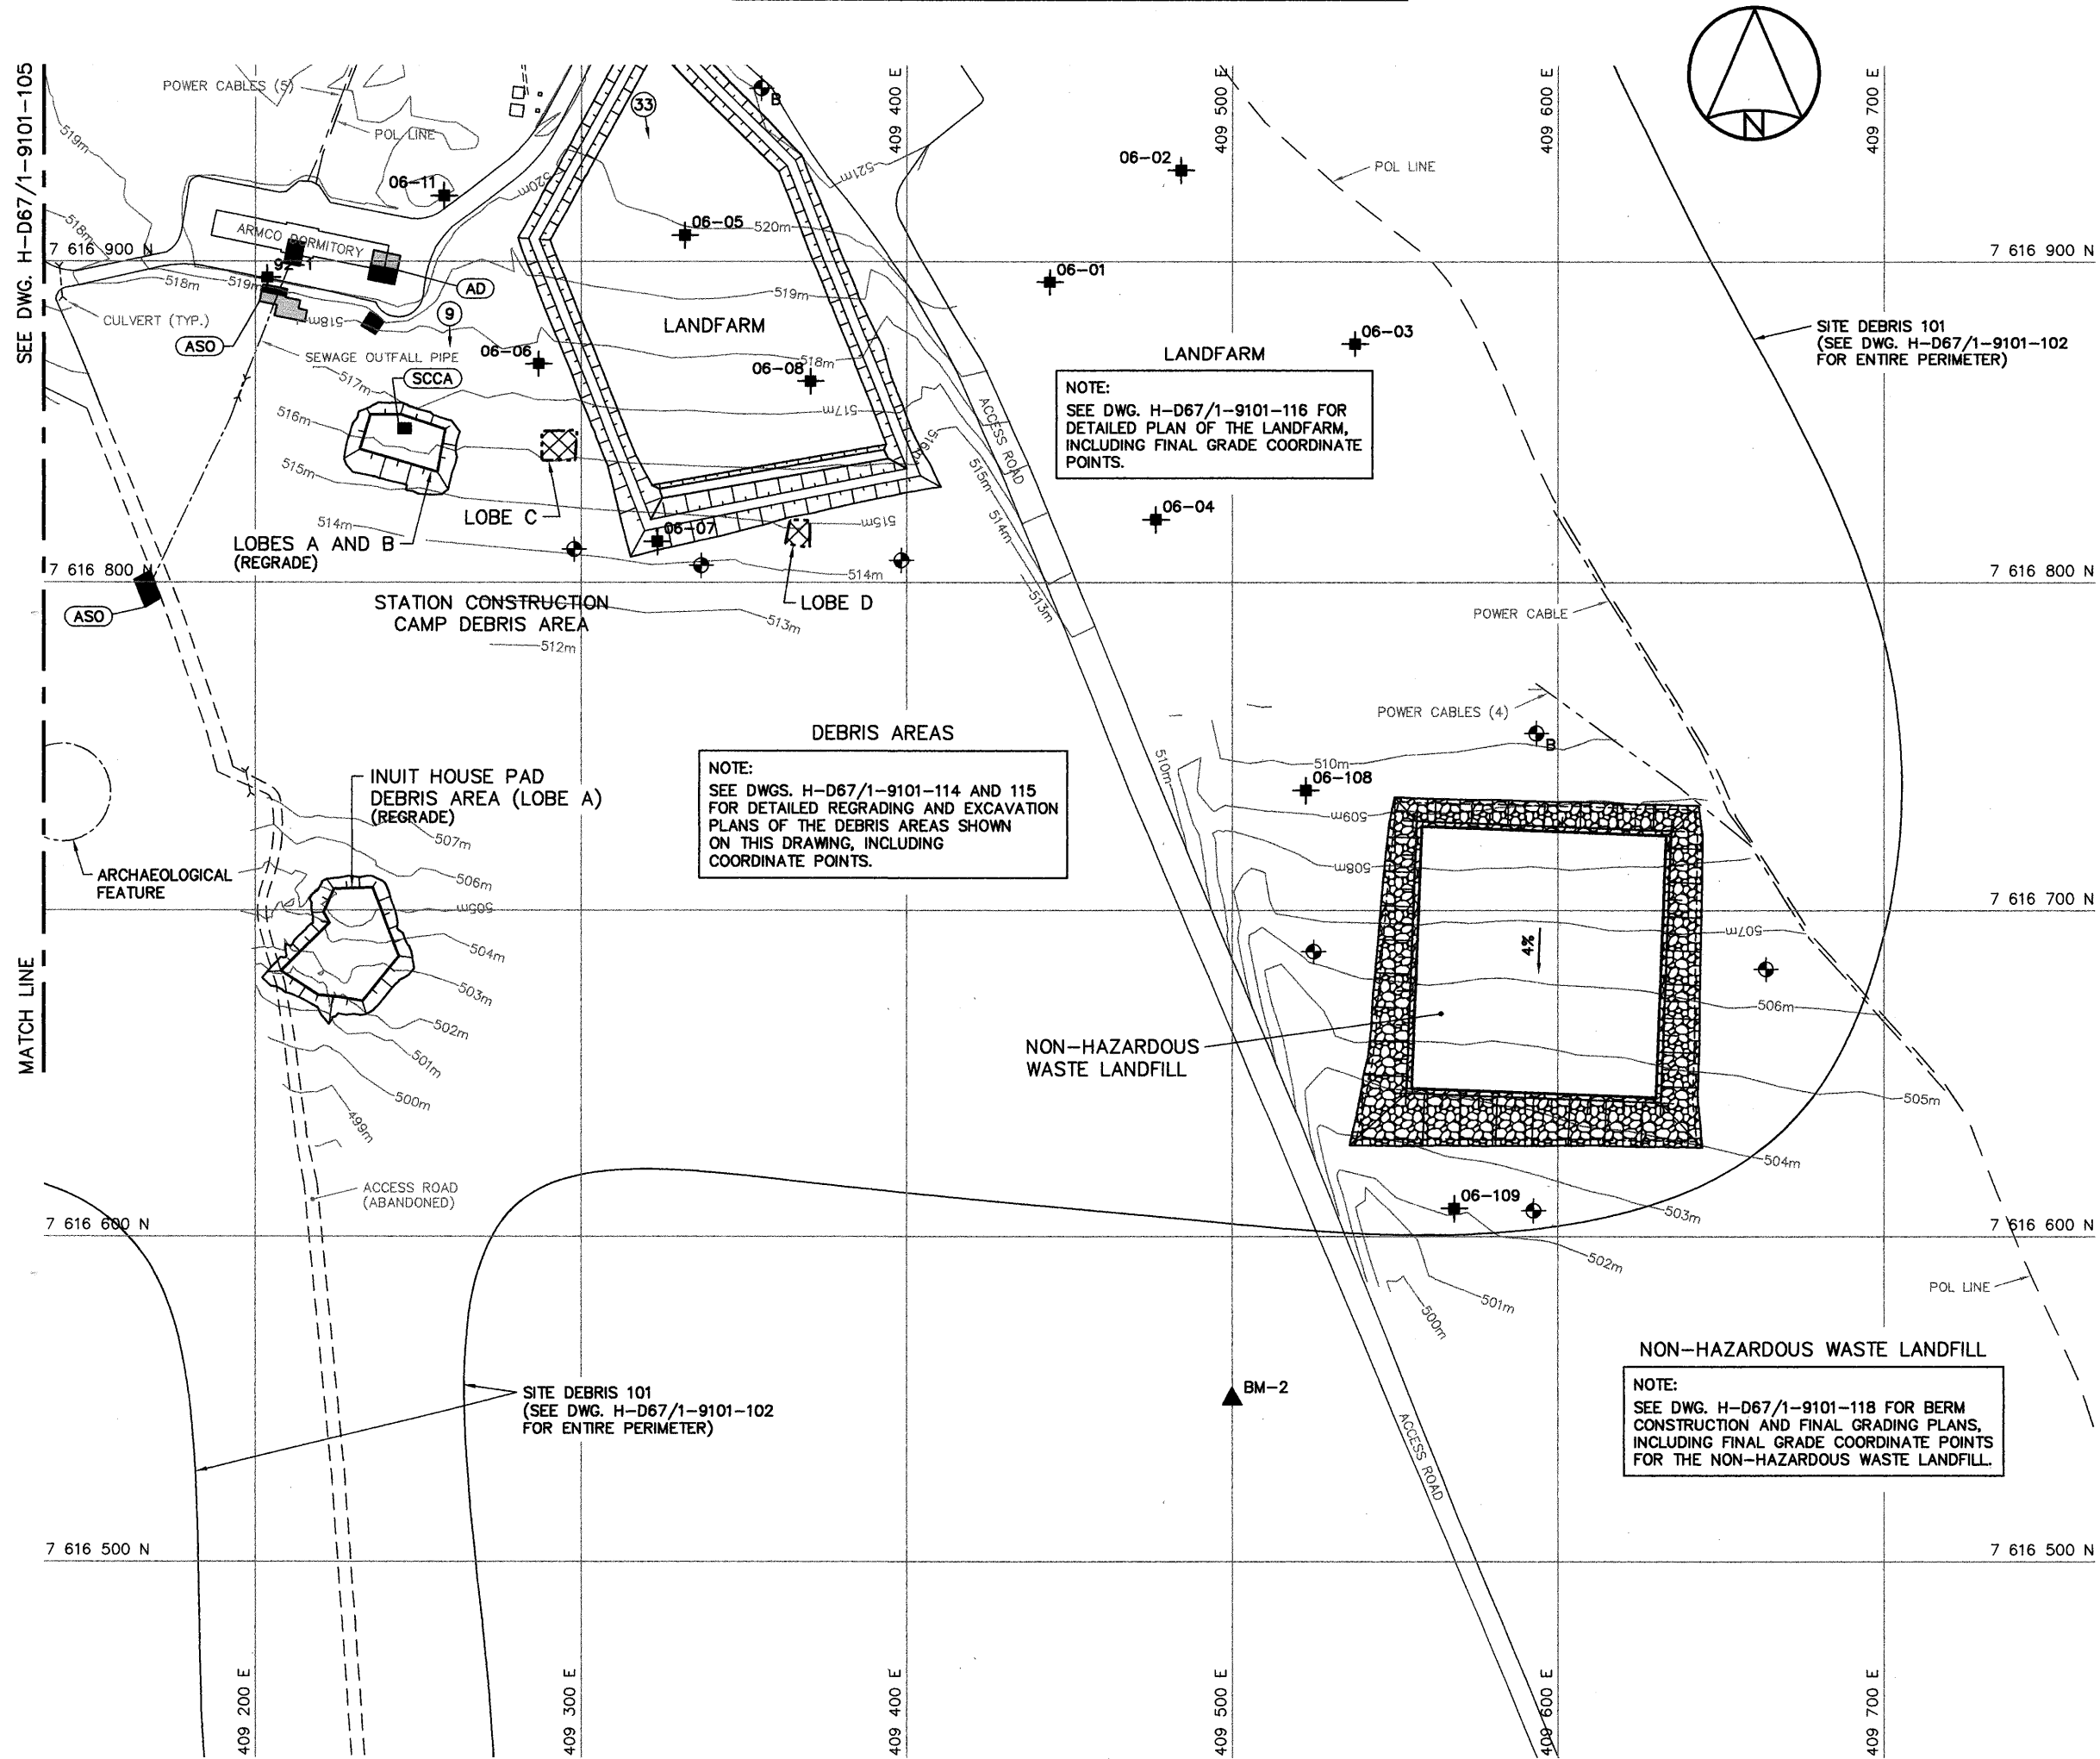 SEE DWG. H-D67/1-9101-105
MATCH LINE
N
POWER CABLES (5)
POL LINE
33
B
409 400 E
409 500 E
409 600 E
409 700 E
519m
518m
06-11
520m
521m
06-02
POL LINE
7 616 900 N
ARMCO DORMITORY
92-1
06-05
520m
7 616 900 N
518m
519m
AD
9
518m
519m
06-01
CULVERT (TYP.)
ASO
SEWAGE OUTFALL PIPE
LANDFARM
06-03
SITE DEBRIS 101
(SEE DWG. H-D67/1-9101-102
FOR ENTIRE PERIMETER)
06-06
SCCA
517m
06-08
518m
517m
516m
516m
515m
LANDFARM
NOTE:
SEE DWG. H-D67/1-9101-116 FOR
DETAILED PLAN OF THE LANDFARM,
INCLUDING FINAL GRADE COORDINATE
POINTS.
ACCESS ROAD
515m
514m
513m
514m
LOBE C
LOBES A AND B
(REGRADE)
06-07
515m
06-04
7 616 800 N
514m
7 616 800 N
ASO
STATION CONSTRUCTION
CAMP DEBRIS AREA
LOBE D
513m
512m
POWER CABLE
POWER CABLES (4)
B
510m
510m
06-108
509m
508m
DEBRIS AREAS
NOTE:
SEE DWGS. H-D67/1-9101-114 AND 115
FOR DETAILED REGRADING AND EXCAVATION
PLANS OF THE DEBRIS AREAS SHOWN
ON THIS DRAWING, INCLUDING
COORDINATE POINTS.
INUIT HOUSE PAD
DEBRIS AREA (LOBE A)
(REGRADE)
507m
506m
505m
504m
503m
502m
501m
500m
499m
ARCHAEOLOGICAL
FEATURE
7 616 700 N
507m
4%
506m
505m
504m
503m
502m
501m
500m
NON-HAZARDOUS
WASTE LANDFILL
ACCESS ROAD
(ABANDONED)
06-109
7 616 600 N
7 616 600 N
POL LINE
SITE DEBRIS 101
(SEE DWG. H-D67/1-9101-102
FOR ENTIRE PERIMETER)
BM-2
ACCESS ROAD
NON-HAZARDOUS WASTE LANDFILL
NOTE:
SEE DWG. H-D67/1-9101-118 FOR BERM
CONSTRUCTION AND FINAL GRADING PLANS,
INCLUDING FINAL GRADE COORDINATE POINTS
FOR THE NON-HAZARDOUS WASTE LANDFILL.
7 616 500 N
7 616 500 N
409 200 E
409 300 E
409 400 E
409 500 E
409 600 E
409 700 E